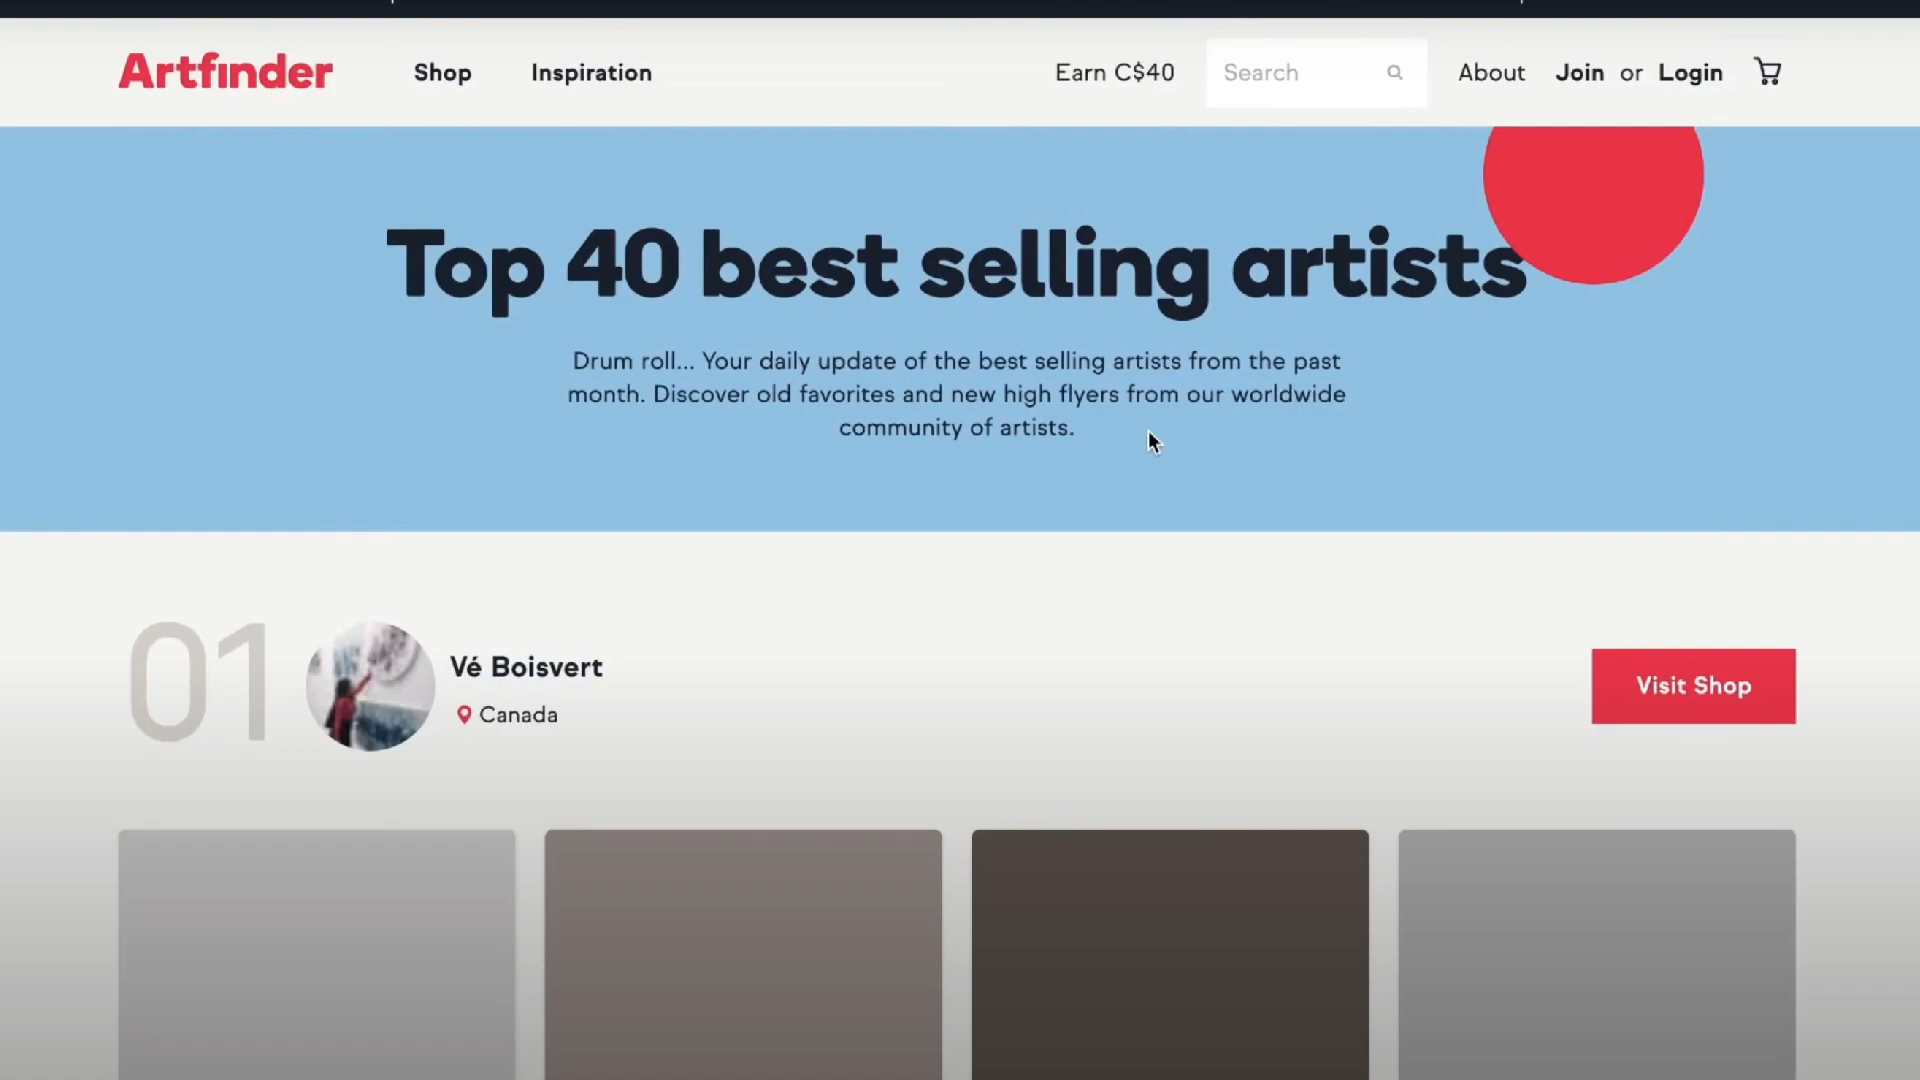 Artfinder Shop Inspiration Earn C$40 Search About Join or Login
Top 40 best selling artists
Drum roll... Your daily update of the best selling artists from the past
month. Discover old favorites and new high flyers from our worldwide
community of artists.
01
Vé Boisvert
Canada
Visit Shop